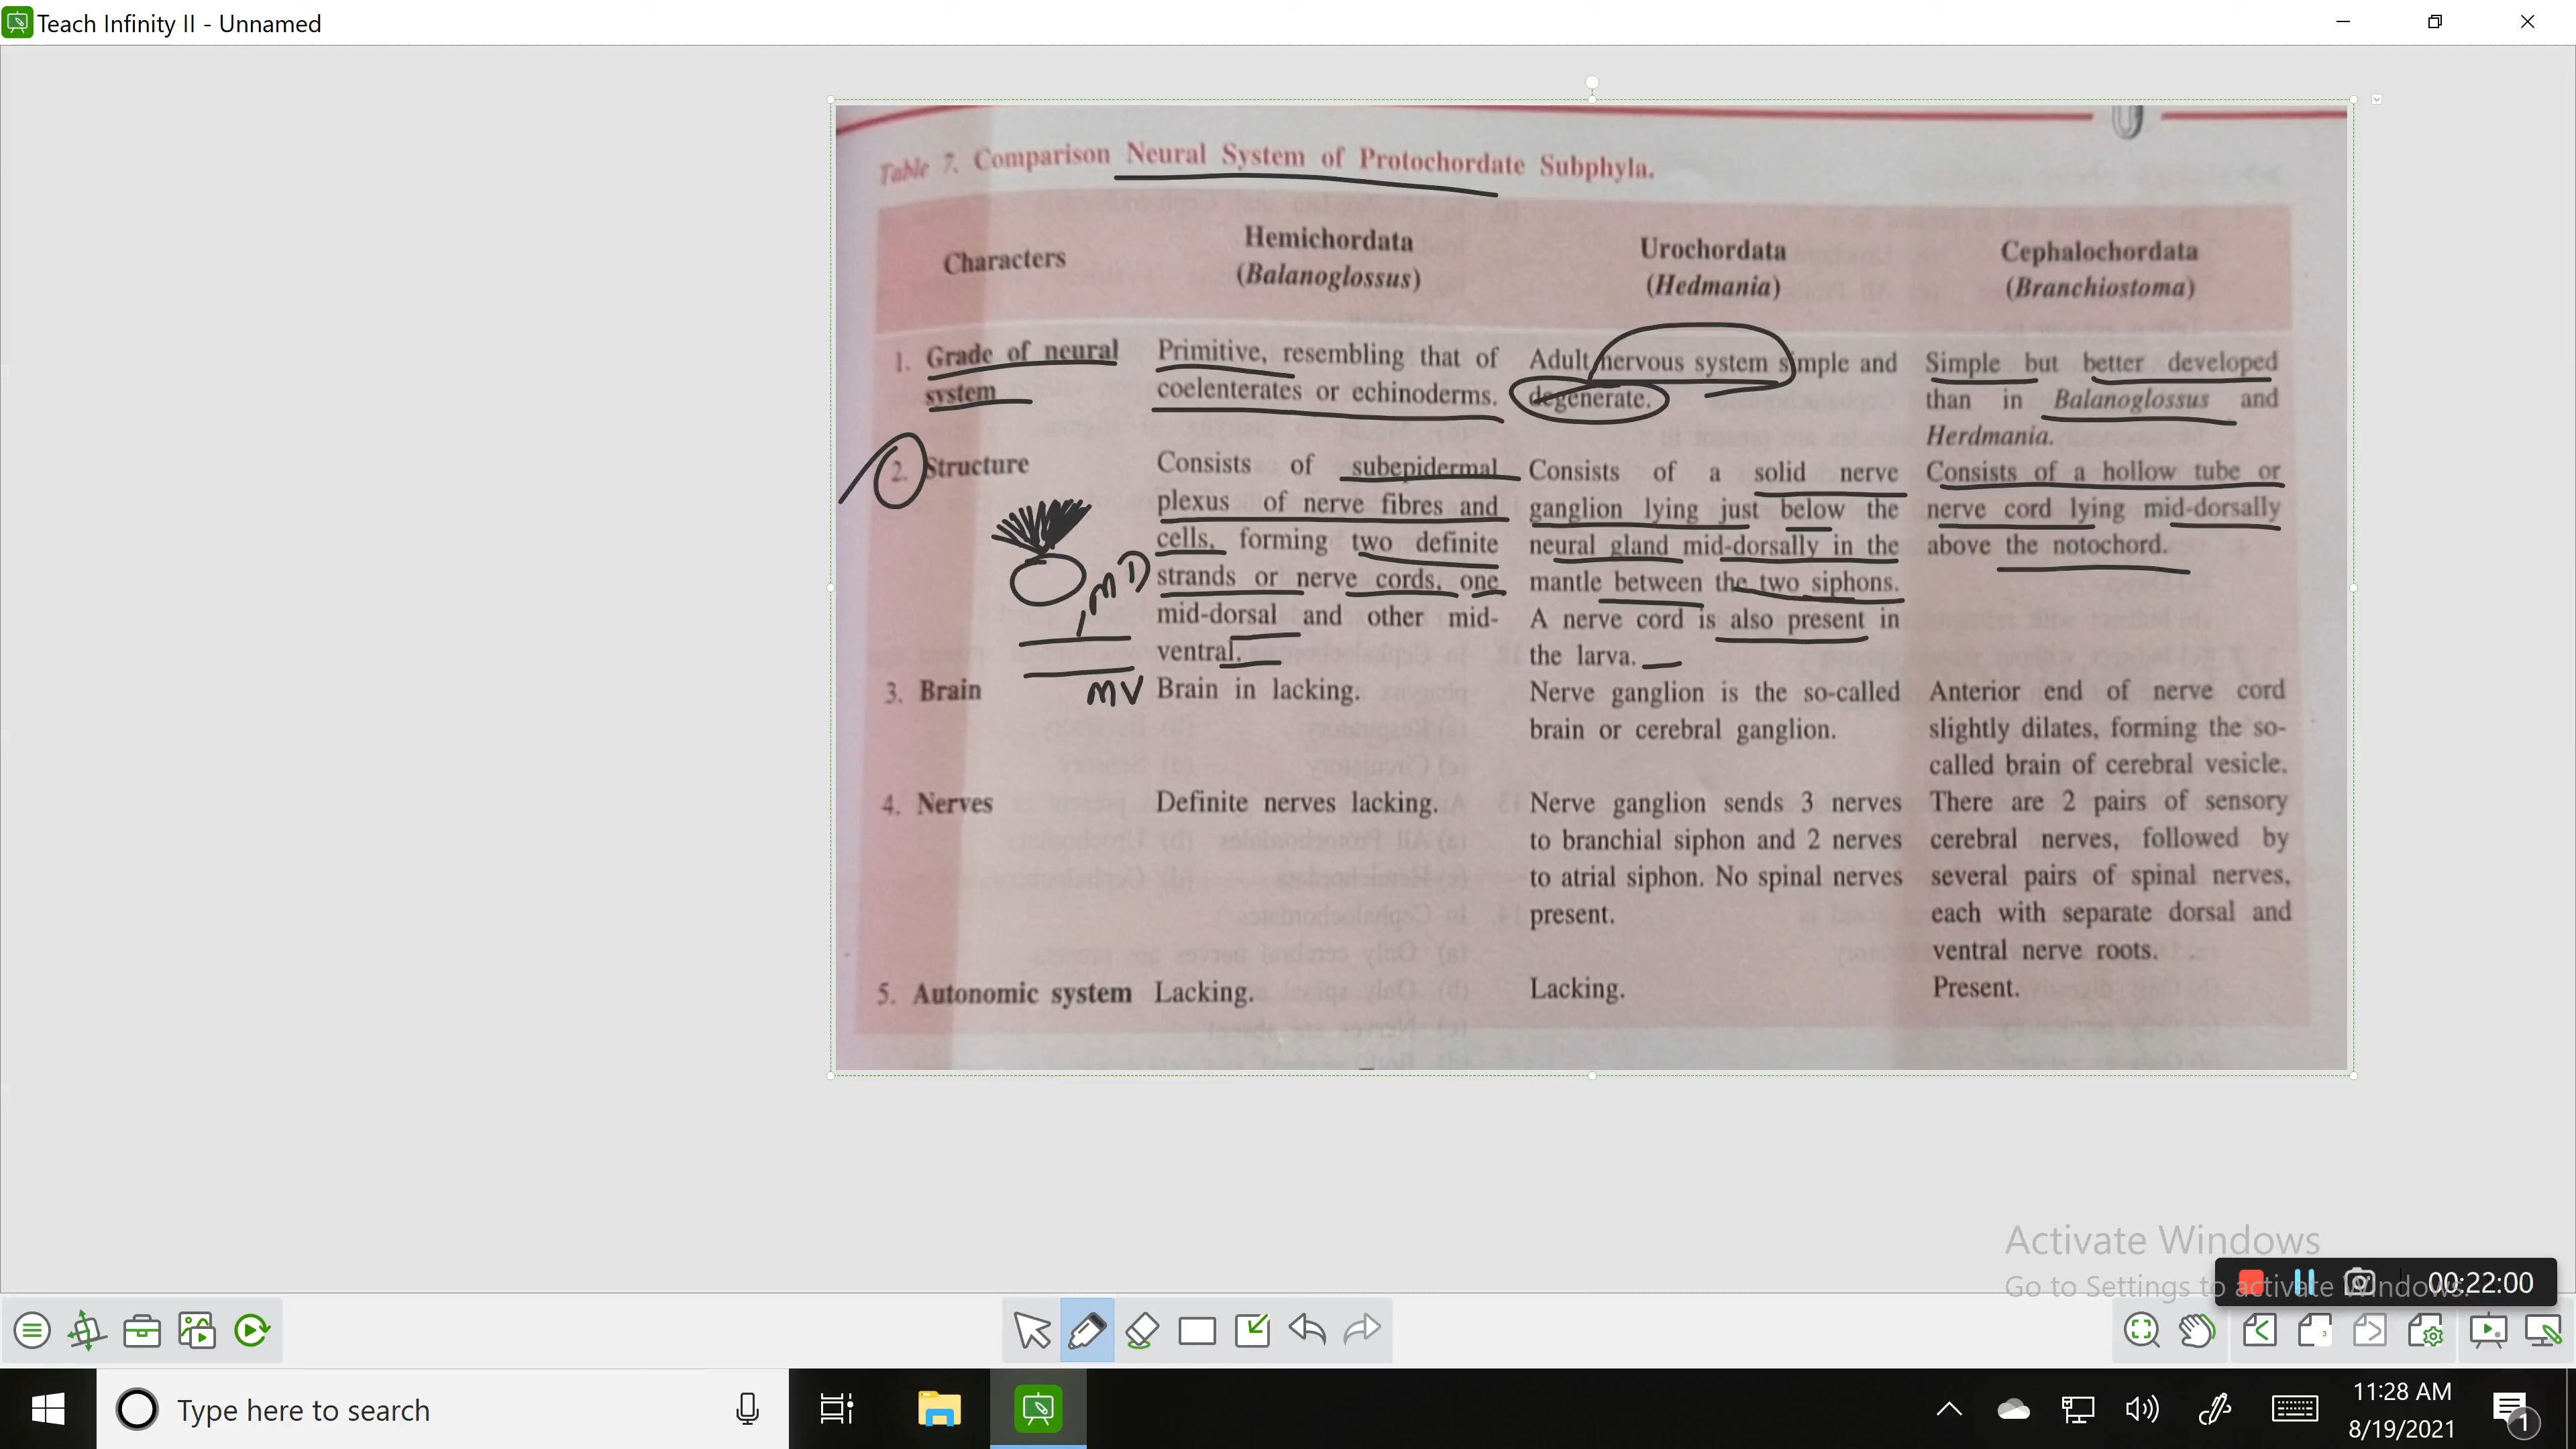 Teach Infinity II - Unnamed
Table 7. Comparison Neural System of Protochordate Subphyla.
Characters
Hemichordata
(Balanoglossus)
Urochordata
(Hedmania)
Cephalochordata
(Branchiostoma)
1. Grade of neural
system
Primitive, resembling that of
coelenterates or echinoderms.
Adult nervous system simple and
degenerate.
Simple but better developed
than in Balanoglossus and
Herdmania.
2. Structure
Consists of subepidermal
plexus of nerve fibres and
cells, forming two definite
strands or nerve cords, one
mid-dorsal and other mid-
ventral.
Consists of a solid nerve
ganglion lying just below the
neural gland mid-dorsally in the
mantle between the two siphons.
A nerve cord is also present in
the larva.
Consists of a hollow tube or
nerve cord lying mid-dorsally
above the notochord.
MD
MV
3. Brain
Brain in lacking.
Nerve ganglion is the so-called
brain or cerebral ganglion.
Anterior end of nerve cord
slightly dilates, forming the so-
called brain of cerebral vesicle.
4. Nerves
Definite nerves lacking.
Nerve ganglion sends 3 nerves
to branchial siphon and 2 nerves
to atrial siphon. No spinal nerves
present.
There are 2 pairs of sensory
cerebral nerves, followed by
several pairs of spinal nerves,
each with separate dorsal and
ventral nerve roots.
5. Autonomic system
Lacking.
Lacking.
Present.
Activate Windows
Go to Settings to activate Windows.
00:22:00
3
Type here to search
11:28 AM
8/19/2021
1